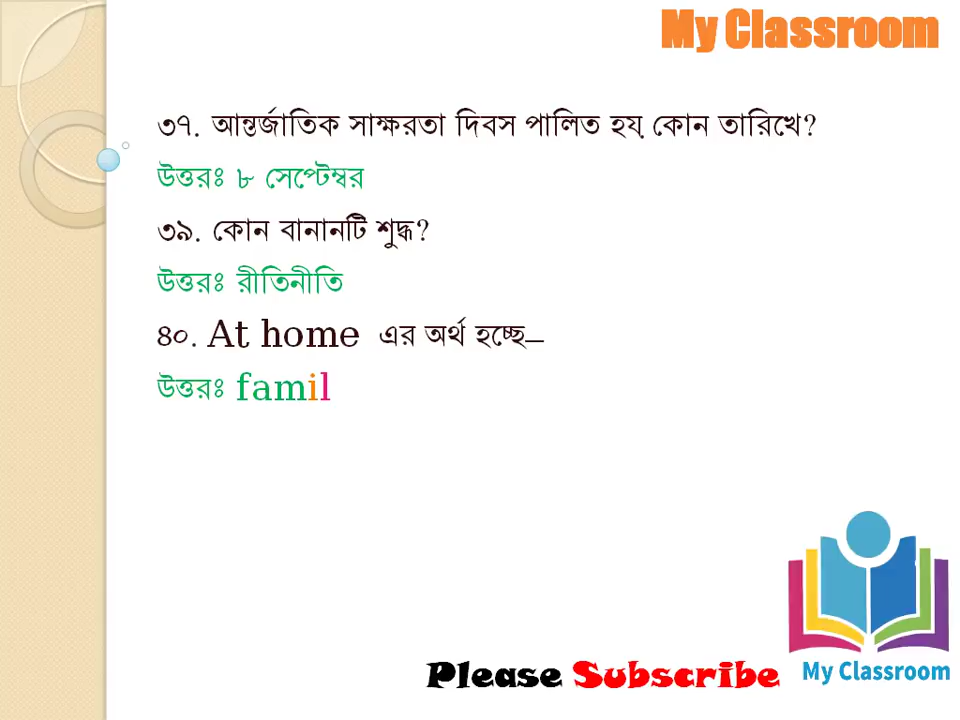 My Classroom
৩৭. আন্তর্জাতিক সাক্ষরতা দিবস পালিত হয় কোন তারিখে?
উত্তরঃ ৮ সেপ্টেম্বর
৩৯. কোন বানানটি শুদ্ধ?
উত্তরঃ রীতিনীতি
৪০. At home এর অর্থ হচ্ছে—
উত্তরঃ famil
Please Subscribe
My Classroom